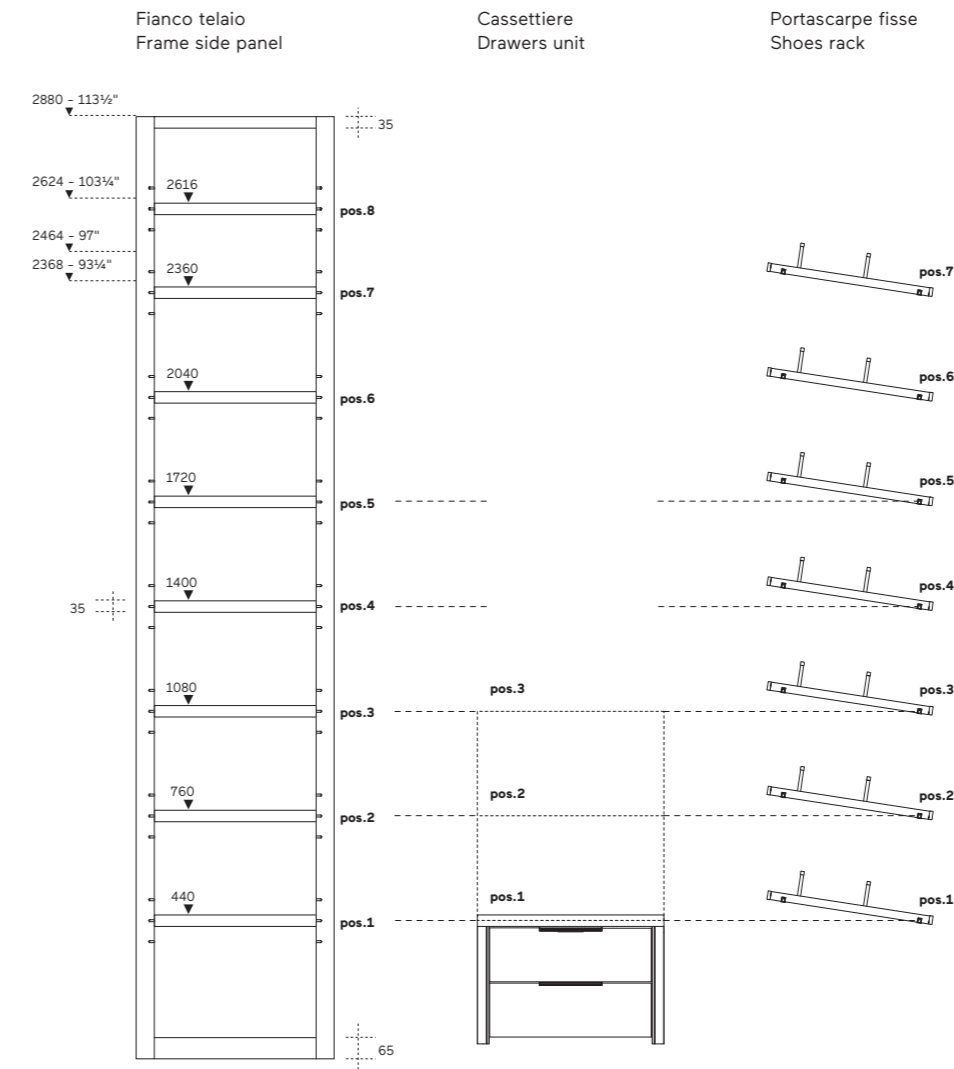 Fianco telaio
Frame side panel
Cassettiere
Drawers unit
Portascarpe fisse
Shoes rack
2880 - 113½"
35
2624 - 103¼"
2616
pos.8
2464 - 97"
2368 - 93¼"
2360
pos.7
pos.7
2040
pos.6
pos.6
1720
pos.5
pos.5
1400
35
pos.4
pos.4
1080
pos.3
pos.3
pos.3
760
pos.2
pos.2
pos.2
440
pos.1
pos.1
pos.1
65